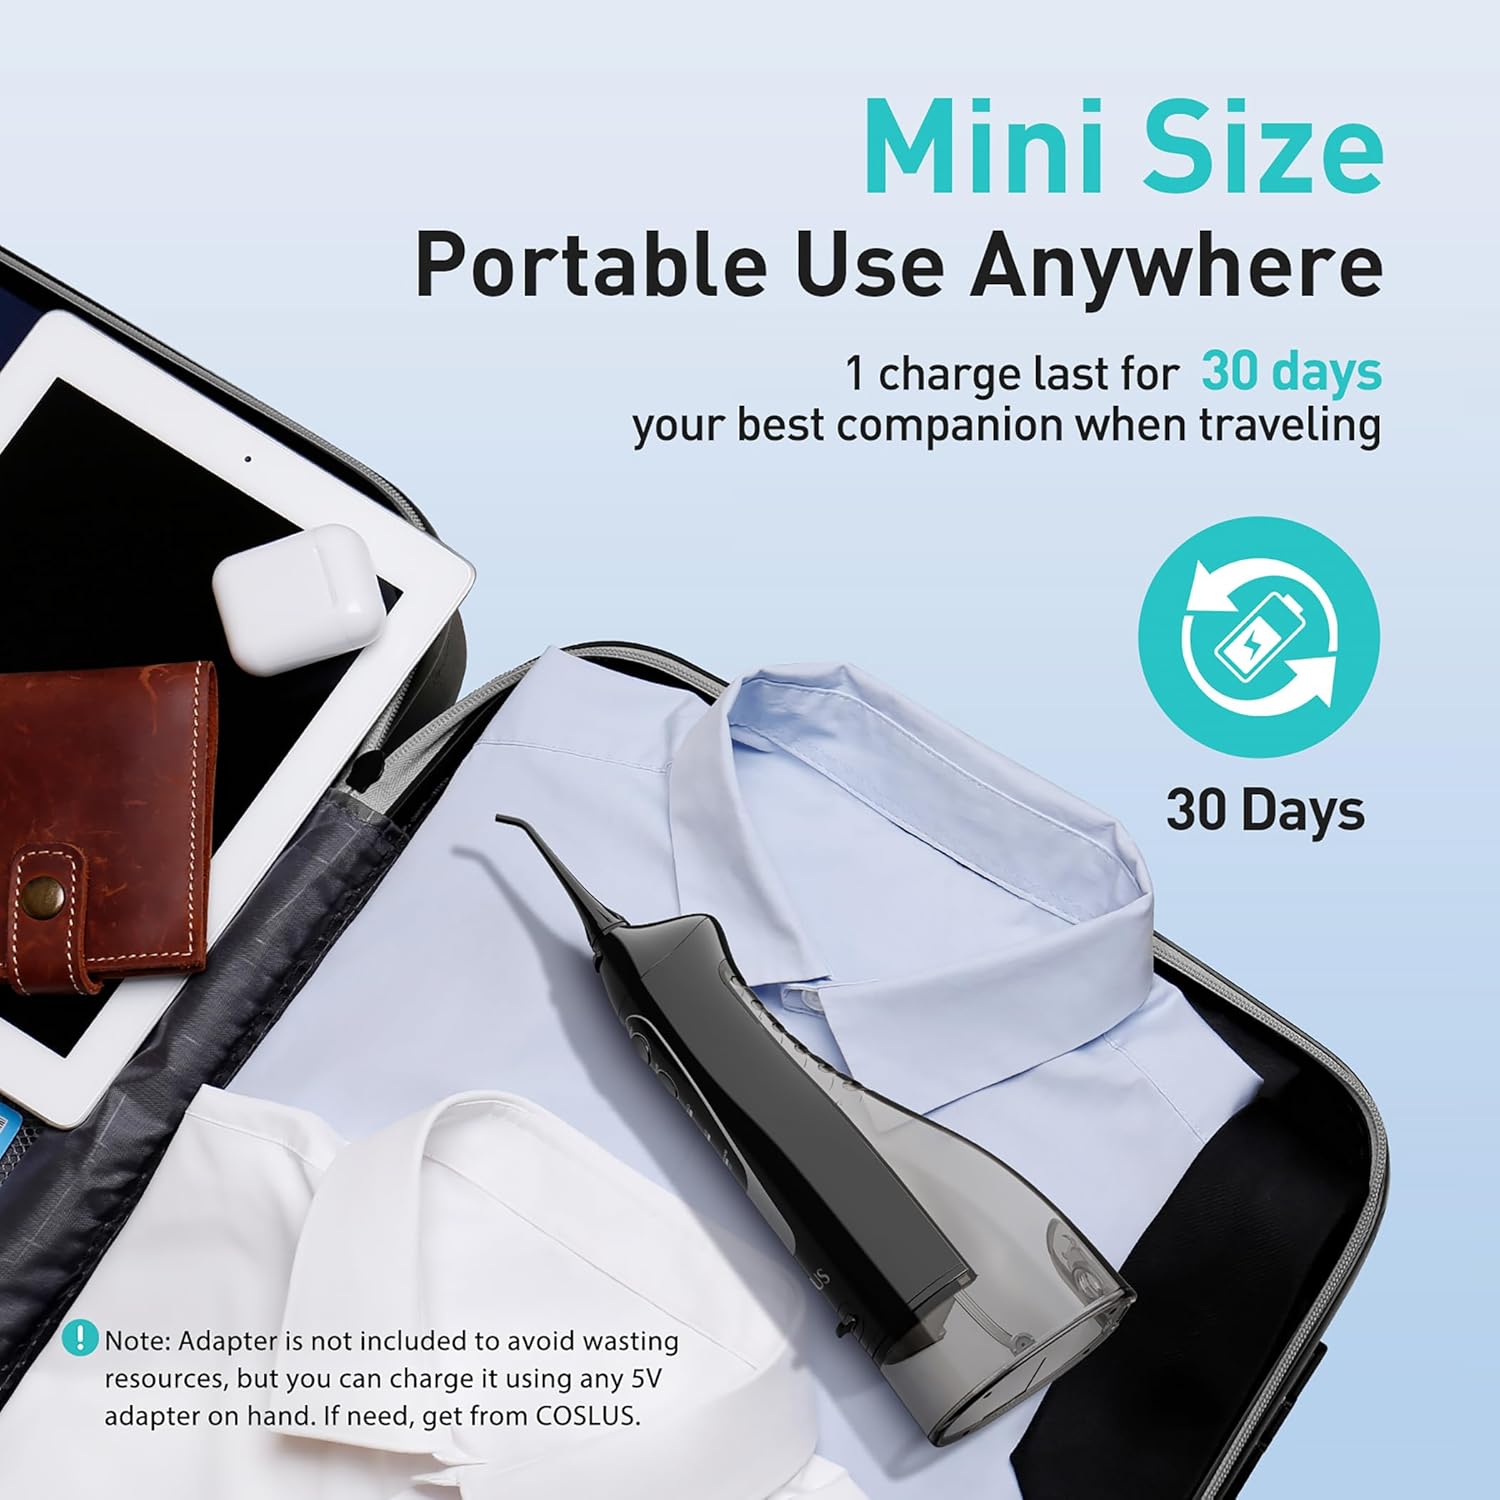 Mini Size
Portable Use Anywhere
1 charge last for 30 days
your best companion when traveling
30 Days
US
Note: Adapter is not included to avoid wasting
resources, but you can charge it using any 5V
adapter on hand. If need, get from COSLUS.